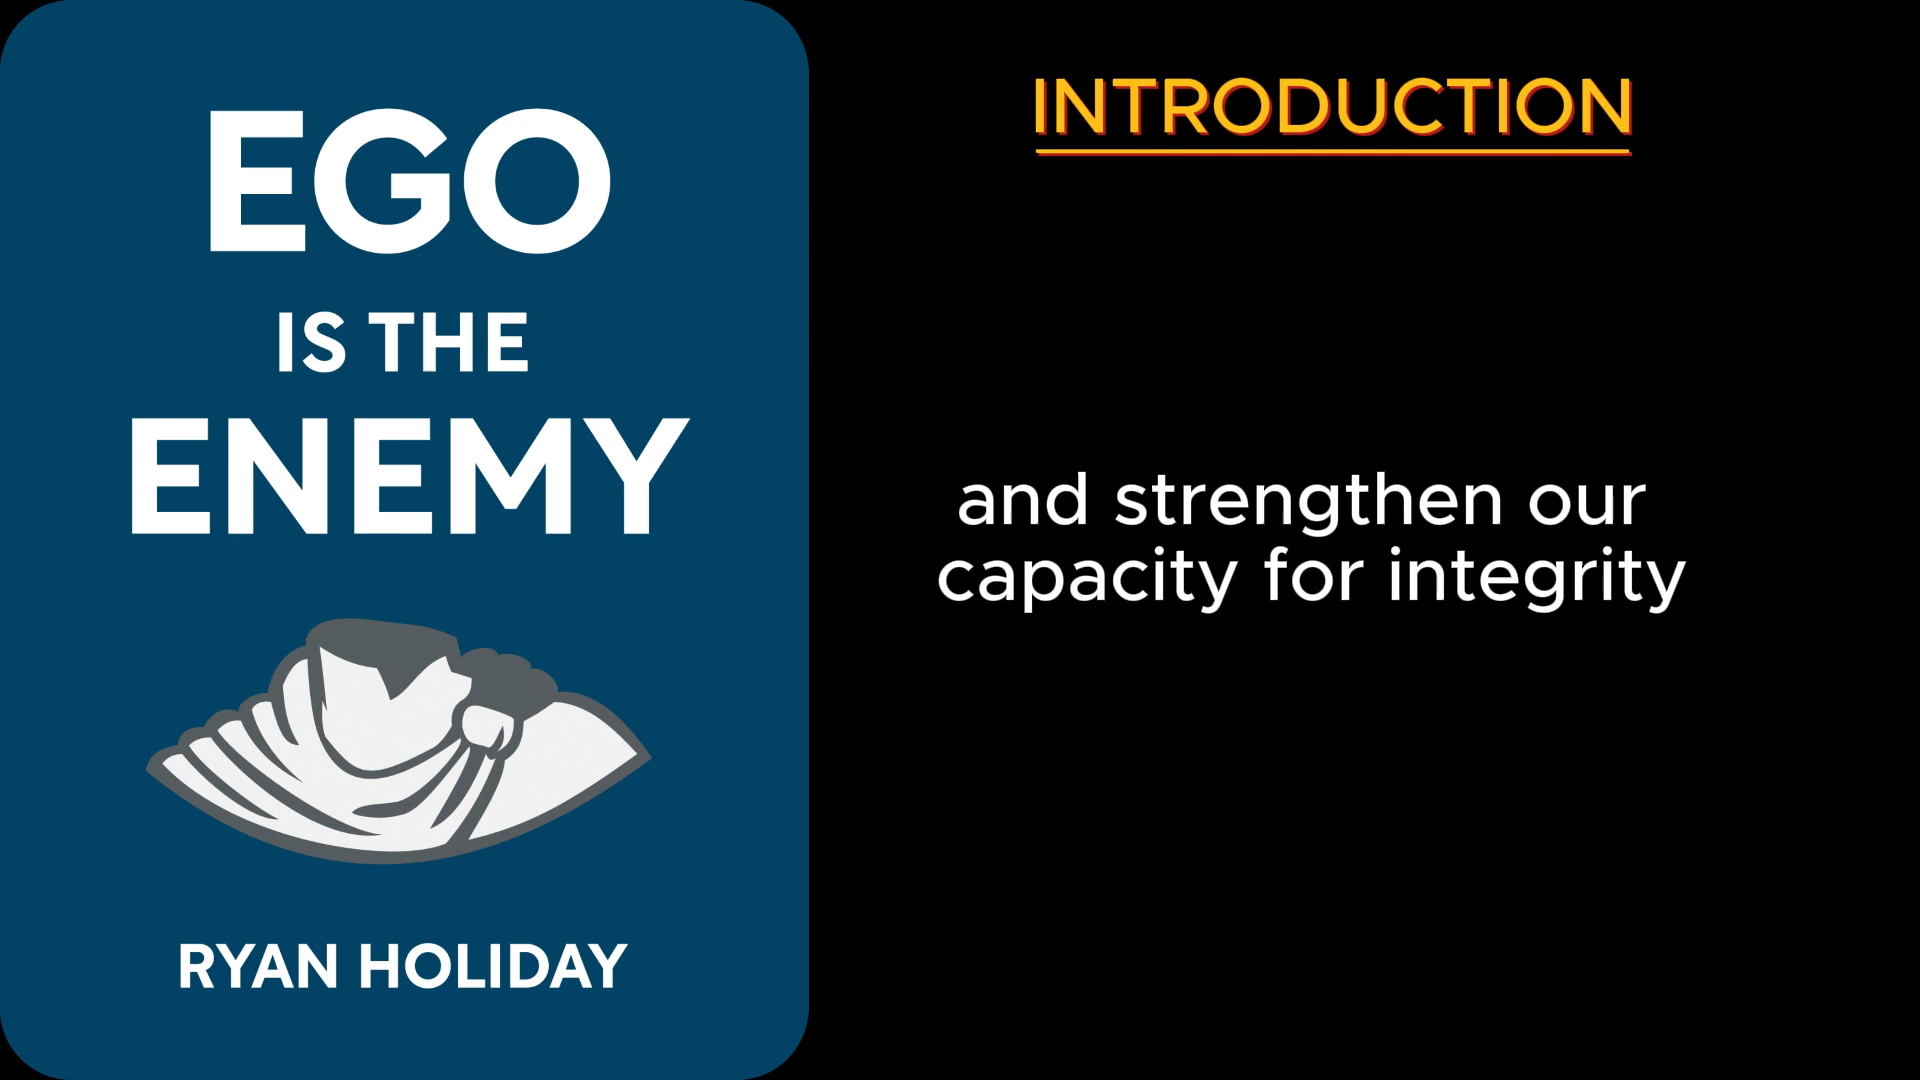 EGO
IS THE
ENEMY
RYAN HOLIDAY
INTRODUCTION
and strengthen our
capacity for integrity